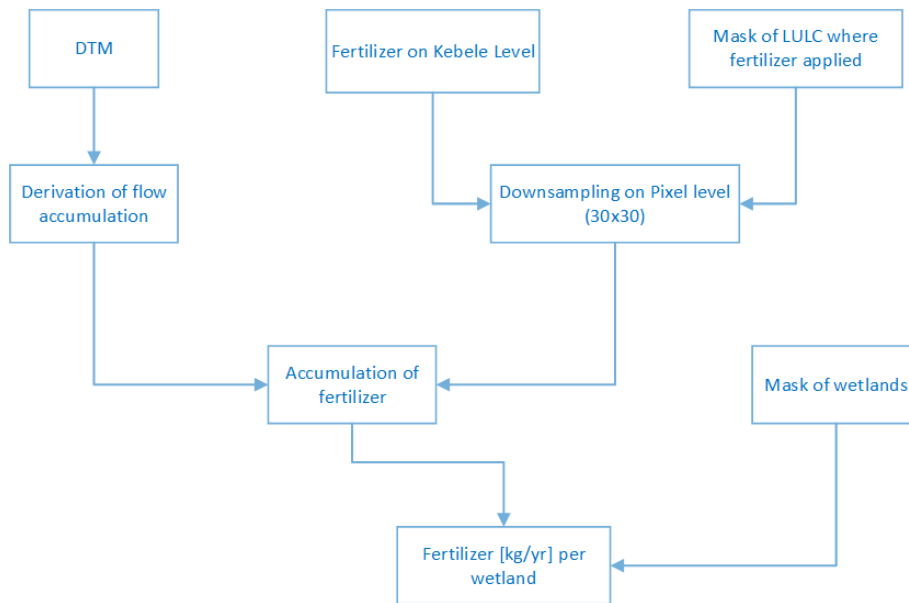 DTM
Fertilizer on Kebele Level
Mask of LULC where
fertilizer applied
Derivation of flow
accumulation
Downsampling on Pixel level
(30x30)
Accumulation of
fertilizer
Mask of wetlands
Fertilizer [kg/yr] per
wetland